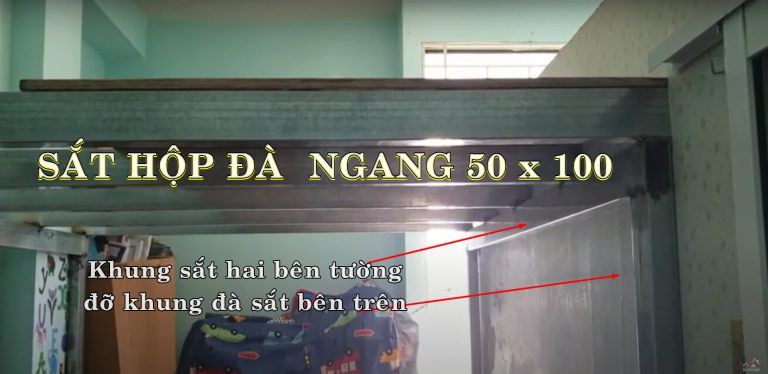 SẮT HỘP ĐÀ NGANG 50 x 100
Khung sắt hai bên tường
đỡ khung đà sắt bên trên